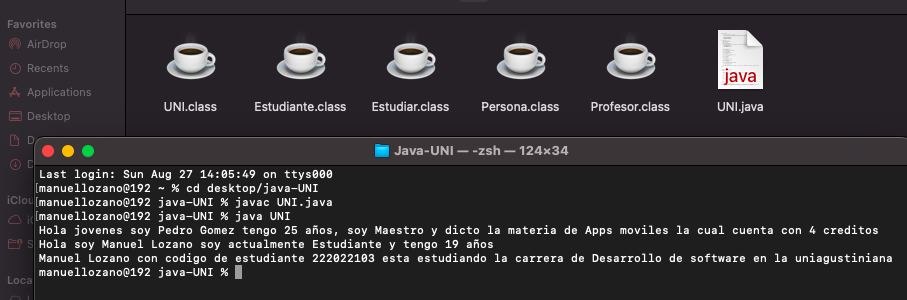 Favorites
AirDrop
Recents
Applications
Desktop
UNI.class
Estudiante.class
Estudiar.class
Persona.class
Profesor.class
java
UNI.java
Java-UNI — -zsh — 124×34
Last login: Sun Aug 27 14:05:49 on ttys000
[manuellozano@192 ~ % cd desktop/java-UNI
[manuellozano@192 java-UNI % javac UNI.java
[manuellozano@192 java-UNI % java UNI
Hola jovenes soy Pedro Gomez tengo 25 años, soy Maestro y dicto la materia de Apps moviles la cual cuenta con 4 creditos
Hola soy Manuel Lozano soy actualmente Estudiante y tengo 19 años
Manuel Lozano con codigo de estudiante 222022103 esta estudiando la carrera de Desarrollo de software en la uniagustiniana
manuellozano@192 java-UNI %